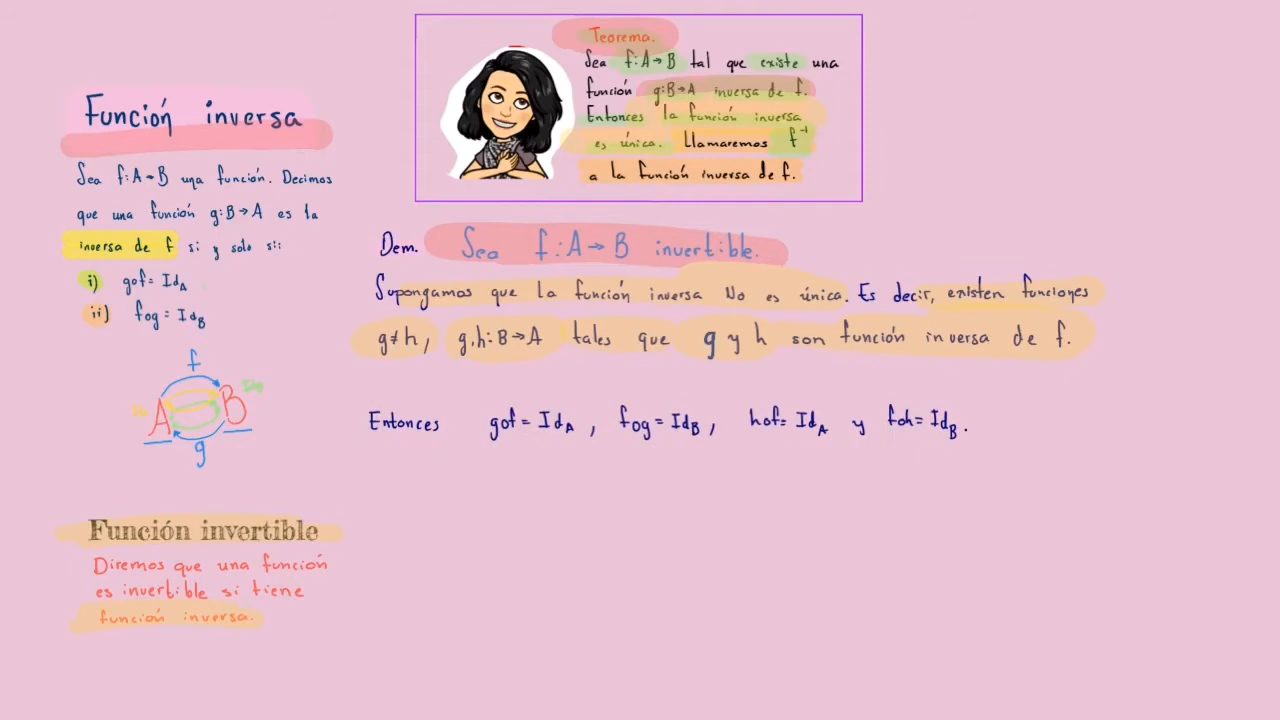 Función inversa
Sea f:A→B una función. Decimos
que una función g:B→A es la
inversa de f si y solo si:
i) g∘f = Id_A
ii) f∘g = Id_B
f
A B
g
Función invertible
Diremos que una función
es invertible si tiene
función inversa.
Teorema.
Sea f:A→B tal que existe una
función g:B→A inversa de f.
Entonces la función inversa
es única. Llamaremos f⁻¹
a la función inversa de f.
Dem. Sea f:A→B invertible.
Supongamos que la función inversa No es única. Es decir, existen funciones
g≠h, g,h:B→A tales que g y h son función inversa de f.
Entonces g∘f = Id_A, f∘g = Id_B, h∘f = Id_A y f∘h = Id_B.